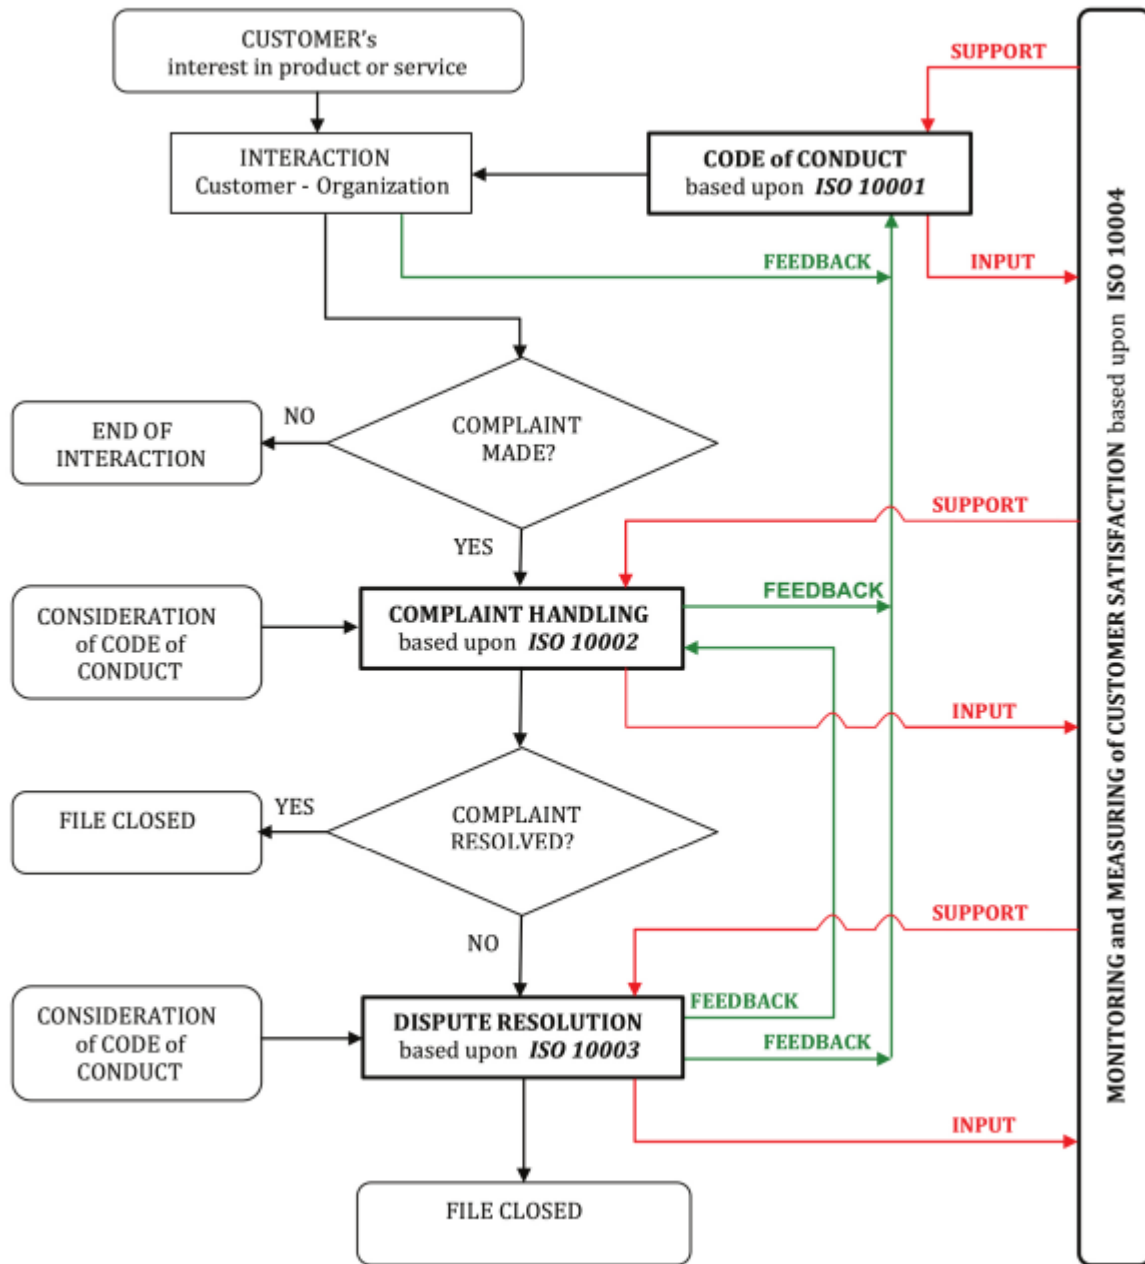 CUSTOMER's
interest in product or service
SUPPORT
INTERACTION
Customer - Organization
CODE of CONDUCT
based upon ISO 10001
FEEDBACK
INPUT
NO
COMPLAINT
MADE?
END OF
INTERACTION
YES
SUPPORT
CONSIDERATION
of CODE of
CONDUCT
COMPLAINT HANDLING
based upon ISO 10002
FEEDBACK
INPUT
FILE CLOSED
YES
COMPLAINT
RESOLVED?
NO
SUPPORT
CONSIDERATION
of CODE of
CONDUCT
DISPUTE RESOLUTION
based upon ISO 10003
FEEDBACK
FEEDBACK
INPUT
FILE CLOSED
MONITORING and MEASURING of CUSTOMER SATISFACTION based upon ISO 10004